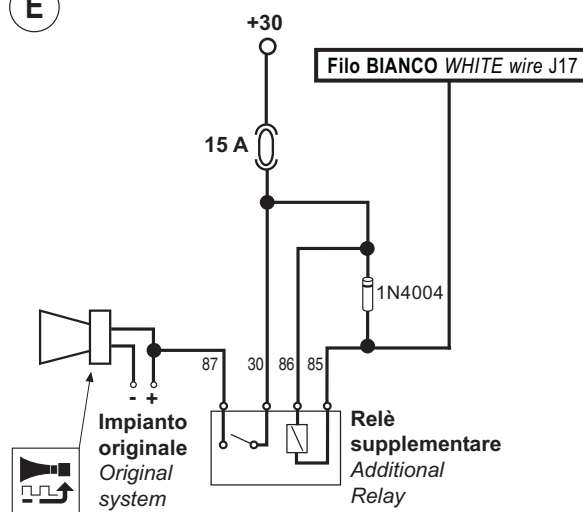 E
+30
Filo BIANCO WHITE wire J17
15 A
1N4004
87
30
86
85
- +
Impianto
originale
Original
system
Relè
supplementare
Additional
Relay